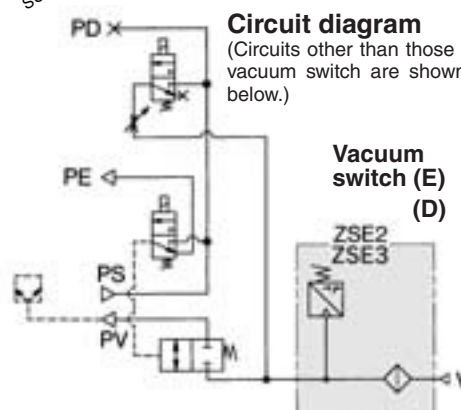 Circuit diagram
(Circuits other than those
vacuum switch are shown
below.)
PD
PE
Vacuum
switch (E)
(D)
ZSE2
ZSE3
PS
PV
V